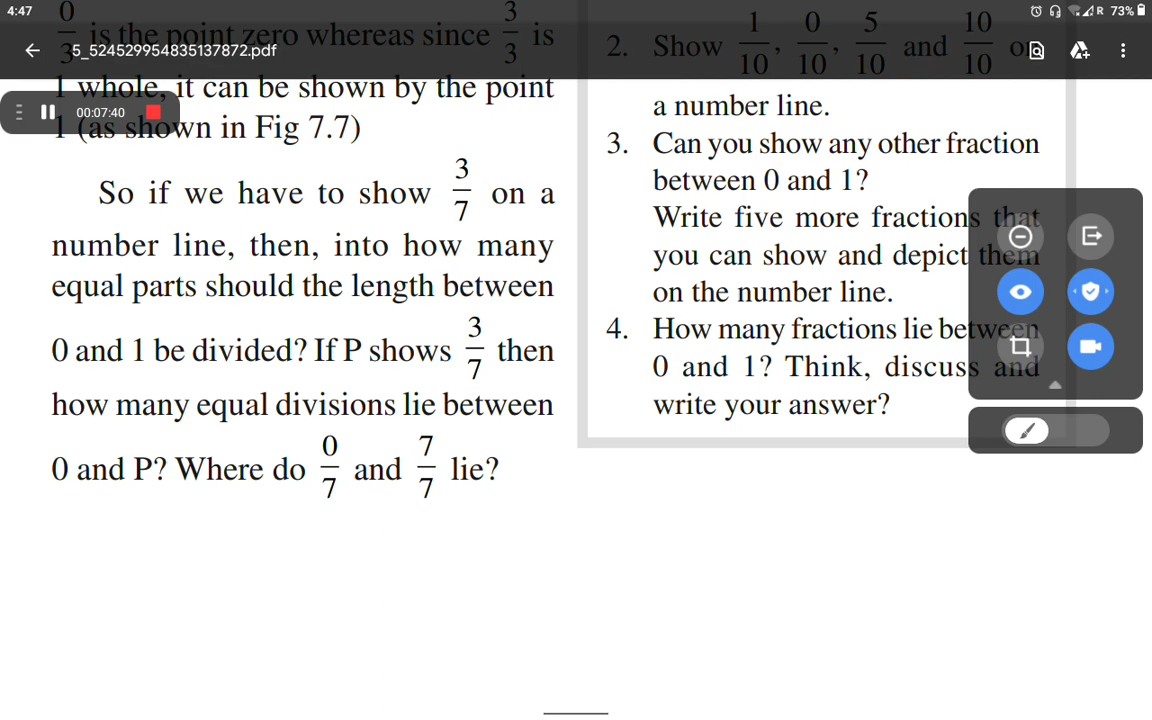 4:47
R 73%
5_524529954835137872.pdf
00:07:40
0/3 is the point zero whereas since 3/3 is
1 whole, it can be shown by the point
1 (as shown in Fig 7.7)
So if we have to show 3/7 on a
number line, then, into how many
equal parts should the length between
0 and 1 be divided? If P shows 3/7 then
how many equal divisions lie between
0 and P? Where do 0/7 and 7/7 lie?
2. Show 1/10, 0/10, 5/10 and 10/10 on
a number line.
3. Can you show any other fraction
between 0 and 1?
Write five more fractions that
you can show and depict them
on the number line.
4. How many fractions lie between
0 and 1? Think, discuss and
write your answer?